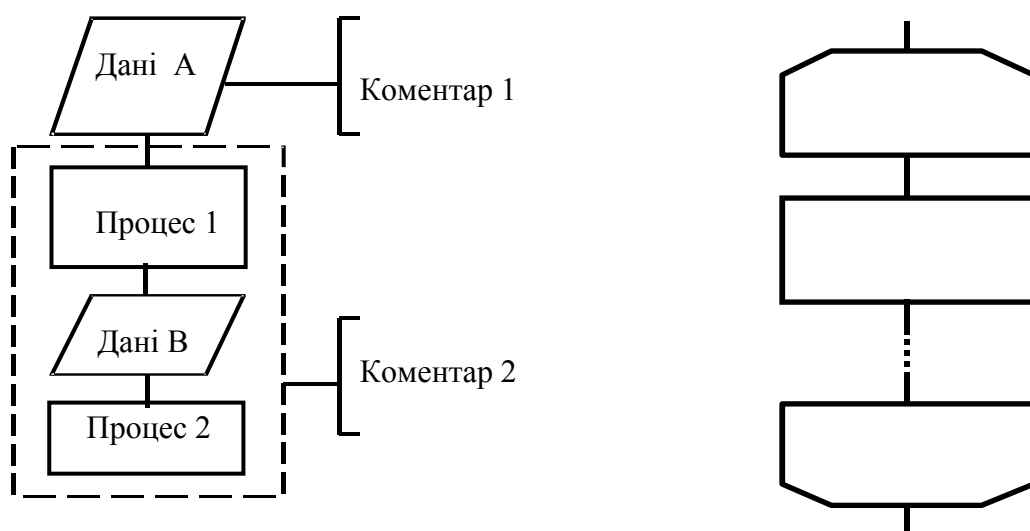 Дані  А
Коментар 1
Процес 1
Дані В
Коментар 2
Процес 2